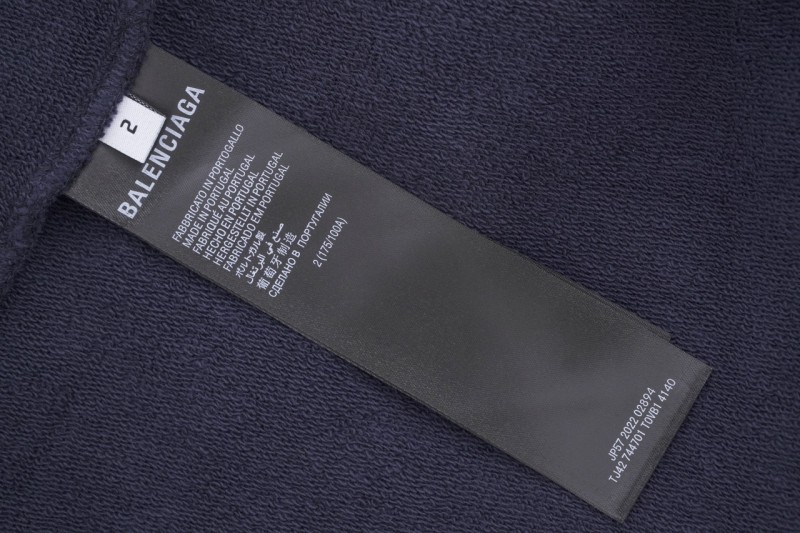 2
BALENCIAGA
FABBRICATO IN PORTOGALLO
MADE IN PORTUGAL
FABRIQUÉ AU PORTUGAL
HECHO EN PORTUGAL
HERGESTELLT IN PORTUGAL
FABRICADO EM PORTUGAL
ポルトガル製
صنع في البرتغال
葡萄牙制造
СДЕЛАНО В ПОРТУГАЛИИ
2 (175/100A)
JP57 2022 02894
TJ42 744701 T0VB1 4140